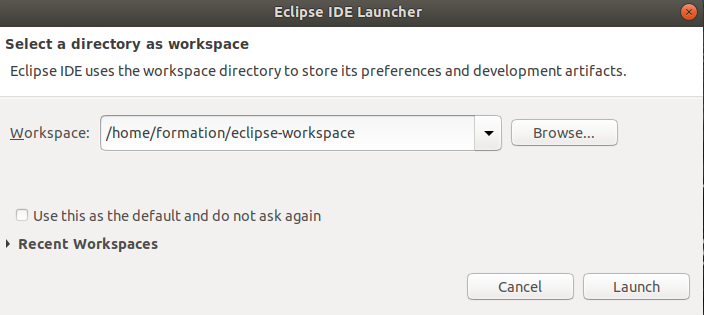 Eclipse IDE Launcher
Select a directory as workspace
Eclipse IDE uses the workspace directory to store its preferences and development artifacts.
Workspace: /home/formation/eclipse-workspace Browse...
Use this as the default and do not ask again
Recent Workspaces
Cancel Launch